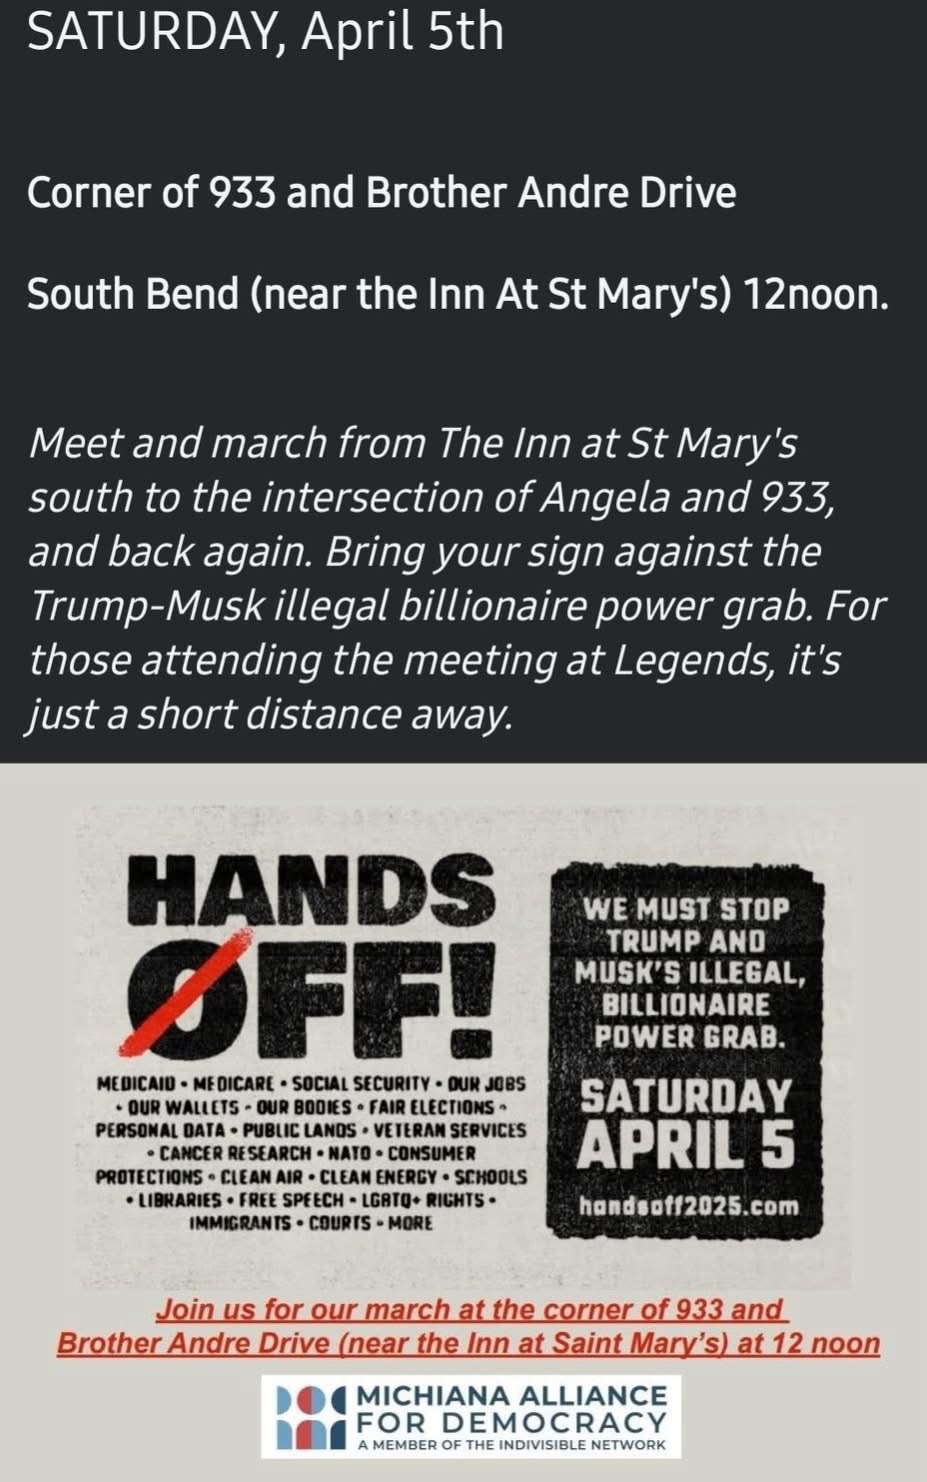 SATURDAY, April 5th
Corner of 933 and Brother Andre Drive
South Bend (near the Inn At St Mary's) 12noon.
Meet and march from The Inn at St Mary's
south to the intersection of Angela and 933,
and back again. Bring your sign against the
Trump-Musk illegal billionaire power grab. For
those attending the meeting at Legends, it's
just a short distance away.
HANDS
OFF!
MEDICAID • MEDICARE • SOCIAL SECURITY • OUR JOBS
• OUR WALLETS • OUR BODIES • FAIR ELECTIONS •
PERSONAL DATA • PUBLIC LANDS • VETERAN SERVICES
• CANCER RESEARCH • NATO • CONSUMER
PROTECTIONS • CLEAN AIR • CLEAN ENERGY • SCHOOLS
• LIBRARIES • FREE SPEECH • LGBTQ+ RIGHTS •
IMMIGRANTS • COURTS • MORE
WE MUST STOP
TRUMP AND
MUSK'S ILLEGAL,
BILLIONAIRE
POWER GRAB.
SATURDAY
APRIL 5
handsoff2025.com
Join us for our march at the corner of 933 and
Brother Andre Drive (near the Inn at Saint Mary's) at 12 noon
MICHIANA ALLIANCE
FOR DEMOCRACY
A MEMBER OF THE INDIVISIBLE NETWORK